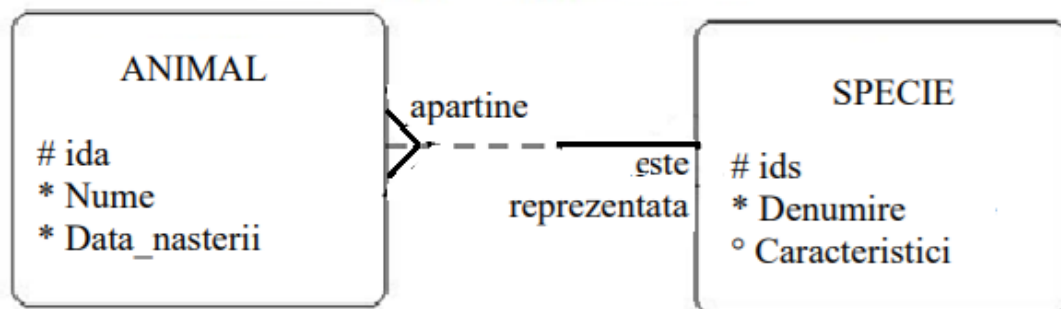 ANIMAL
# ida
* Nume
* Data_nasterii
apartine
este
reprezentata
SPECIE
# ids
* Denumire
° Caracteristici